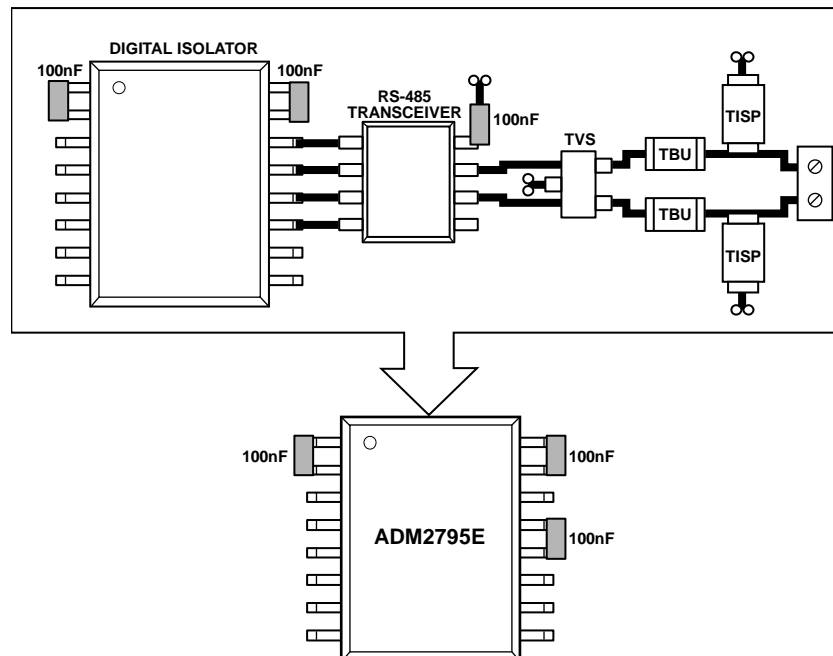 DIGITAL ISOLATOR
100nF
100nF
RS-485
TRANSCEIVER
100nF
TVS
TBU
TBU
TISP
TISP
100nF
100nF
100nF
ADM2795E